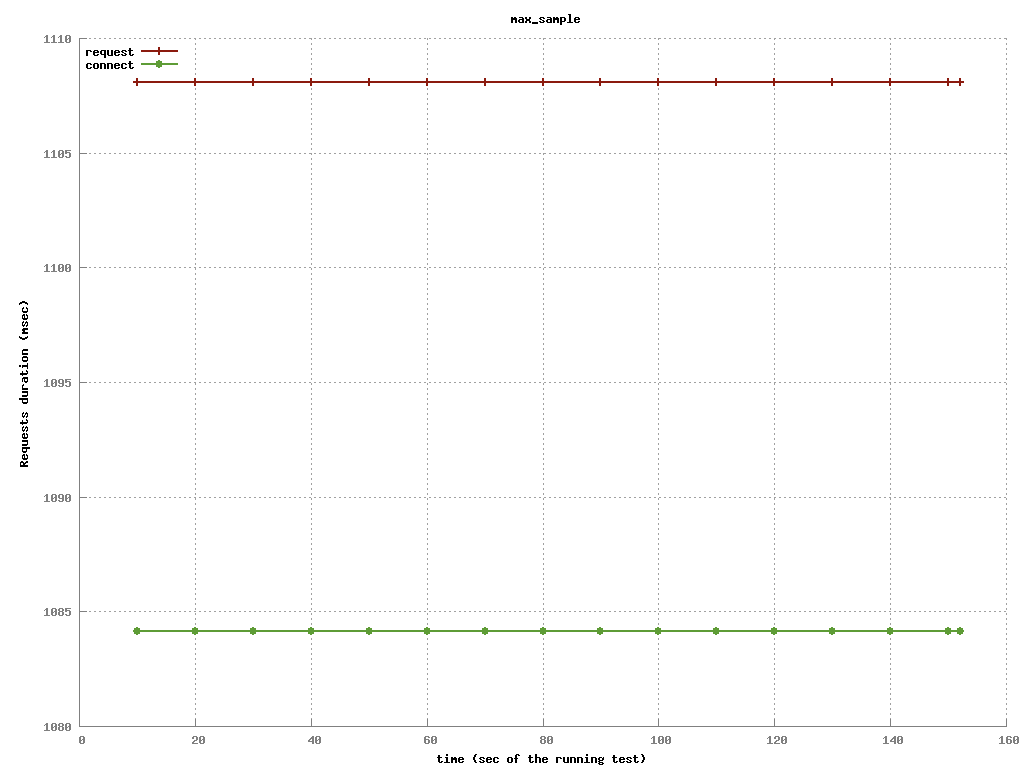 max_sample
request
connect
1110
1105
1100
1095
1090
1085
1080
Requests duration (msec)
0 20 40 60 80 100 120 140 160
time (sec of the running test)